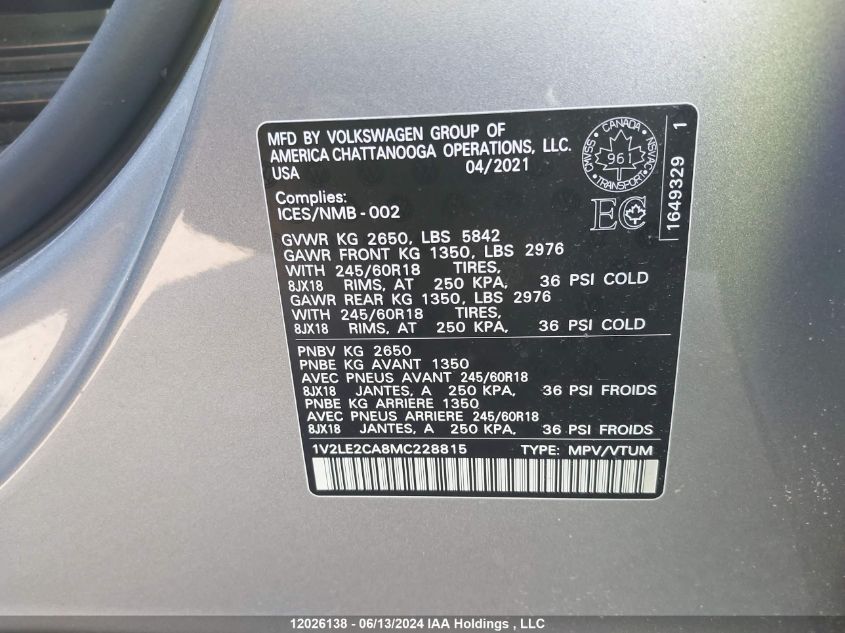 MFD BY VOLKSWAGEN GROUP OF
AMERICA CHATTANOOGA OPERATIONS, LLC.
USA 04/2021
CANADA
CMVSS
NSVAC
961
TRANSPORT
EC
1649329 1
Complies:
ICES/NMB-002
GVWR KG 2650, LBS 5842
GAWR FRONT KG 1350, LBS 2976
WITH 245/60R18 TIRES,
8JX18 RIMS, AT 250 KPA, 36 PSI COLD
GAWR REAR KG 1350, LBS 2976
WITH 245/60R18 TIRES,
8JX18 RIMS, AT 250 KPA, 36 PSI COLD
PNBV KG 2650
PNBE KG AVANT 1350
AVEC PNEUS AVANT 245/60R18
8JX18 JANTES, A 250 KPA, 36 PSI FROIDS
PNBE KG ARRIERE 1350
AVEC PNEUS ARRIERE 245/60R18
8JX18 JANTES, A 250 KPA, 36 PSI FROIDS
1V2LE2CA8MC228815 TYPE: MPV/VTUM
12026138 - 06/13/2024 IAA Holdings , LLC